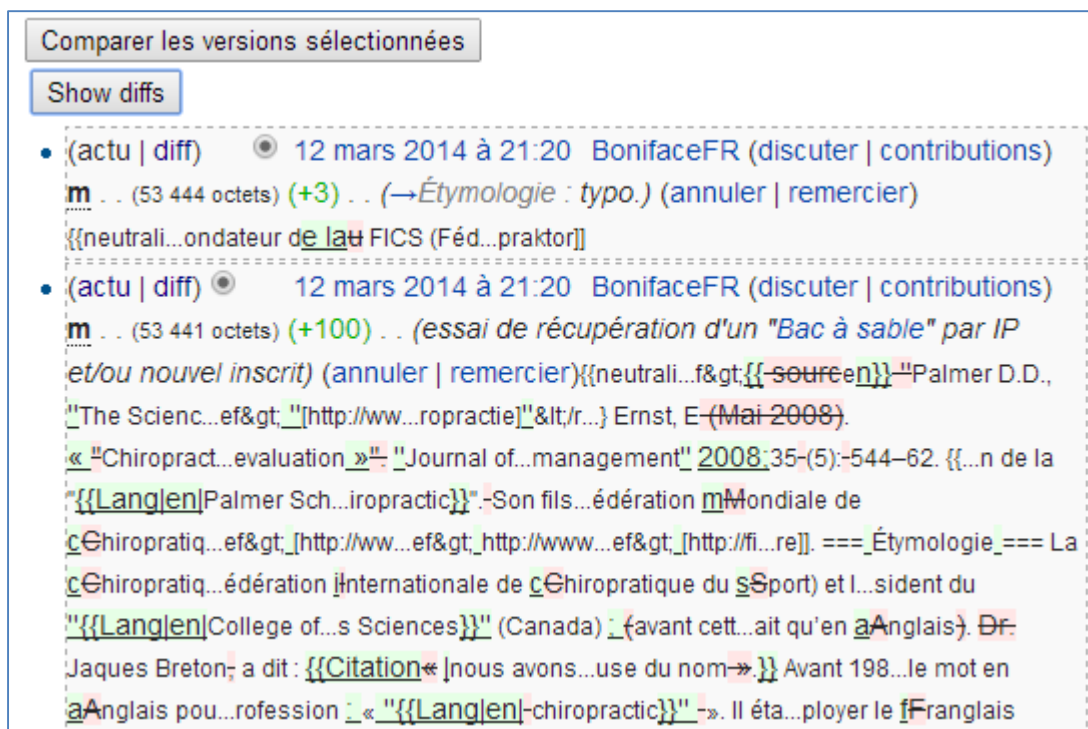 Comparer les versions sélectionnées
Show diffs
• (actu | diff) 12 mars 2014 à 21:20 BonifaceFR (discuter | contributions)
m . . (53 444 octets) (+3) . . (→Étymologie : typo.) (annuler | remercier)
{{neutrali...ondateur de lau FICS (Féd...praktor]]
• (actu | diff) 12 mars 2014 à 21:20 BonifaceFR (discuter | contributions)
m . . (53 441 octets) (+100) . . (essai de récupération d'un "Bac à sable" par IP
et/ou nouvel inscrit) (annuler | remercier){{neutrali...f&gt;{{ sourcen}} "Palmer D.D.,
"The Scienc...ef&gt; "[http://ww...ropractie]"&lt;/r...} Ernst, E (Mai 2008).
« "Chiropract...evaluation »". "Journal of...management" 2008;35 (5): 544–62. {{...n de la
"{{Lang|en|Palmer Sch...iropractic}}". Son fils...édération mMondiale de
cChiropratiq...ef&gt; [http://ww...ef&gt; http://www...ef&gt; [http://fi...re]]. === Étymologie === La
cChiropratiq...édération iInternationale de cChiropratique du sSport) et l...sident du
"{{Lang|en|College of...s Sciences}}" (Canada) ; (avant cett...ait qu'en aAnglais). Dr.
Jaques Breton, a dit : {{Citation« |nous avons...use du nom ».}} Avant 198...le mot en
aAnglais pou...rofession : « "{{Lang|en| chiropractic}}" ». Il éta...ployer le fFranglais